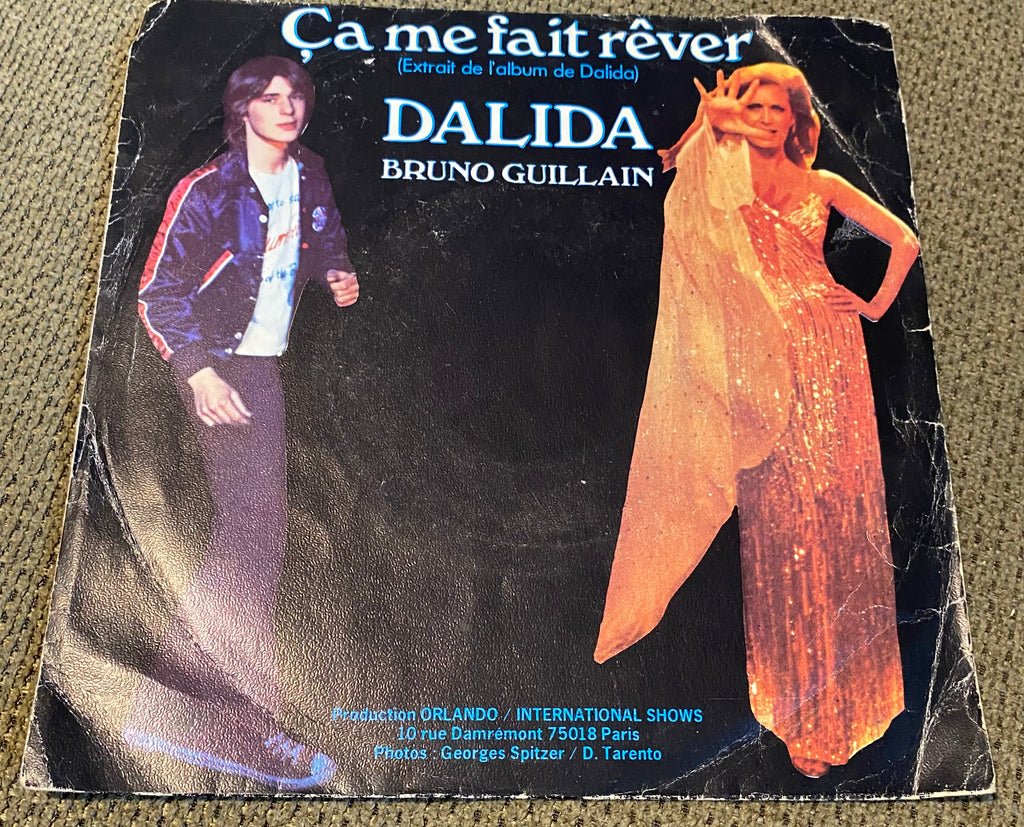 Ça me fait rêver
(Extrait de l'album de Dalida)
DALIDA
BRUNO GUILLAIN
Production ORLANDO / INTERNATIONAL SHOWS
10 rue Damrémont 75018 Paris
Photos : Georges Spitzer / D. Tarento